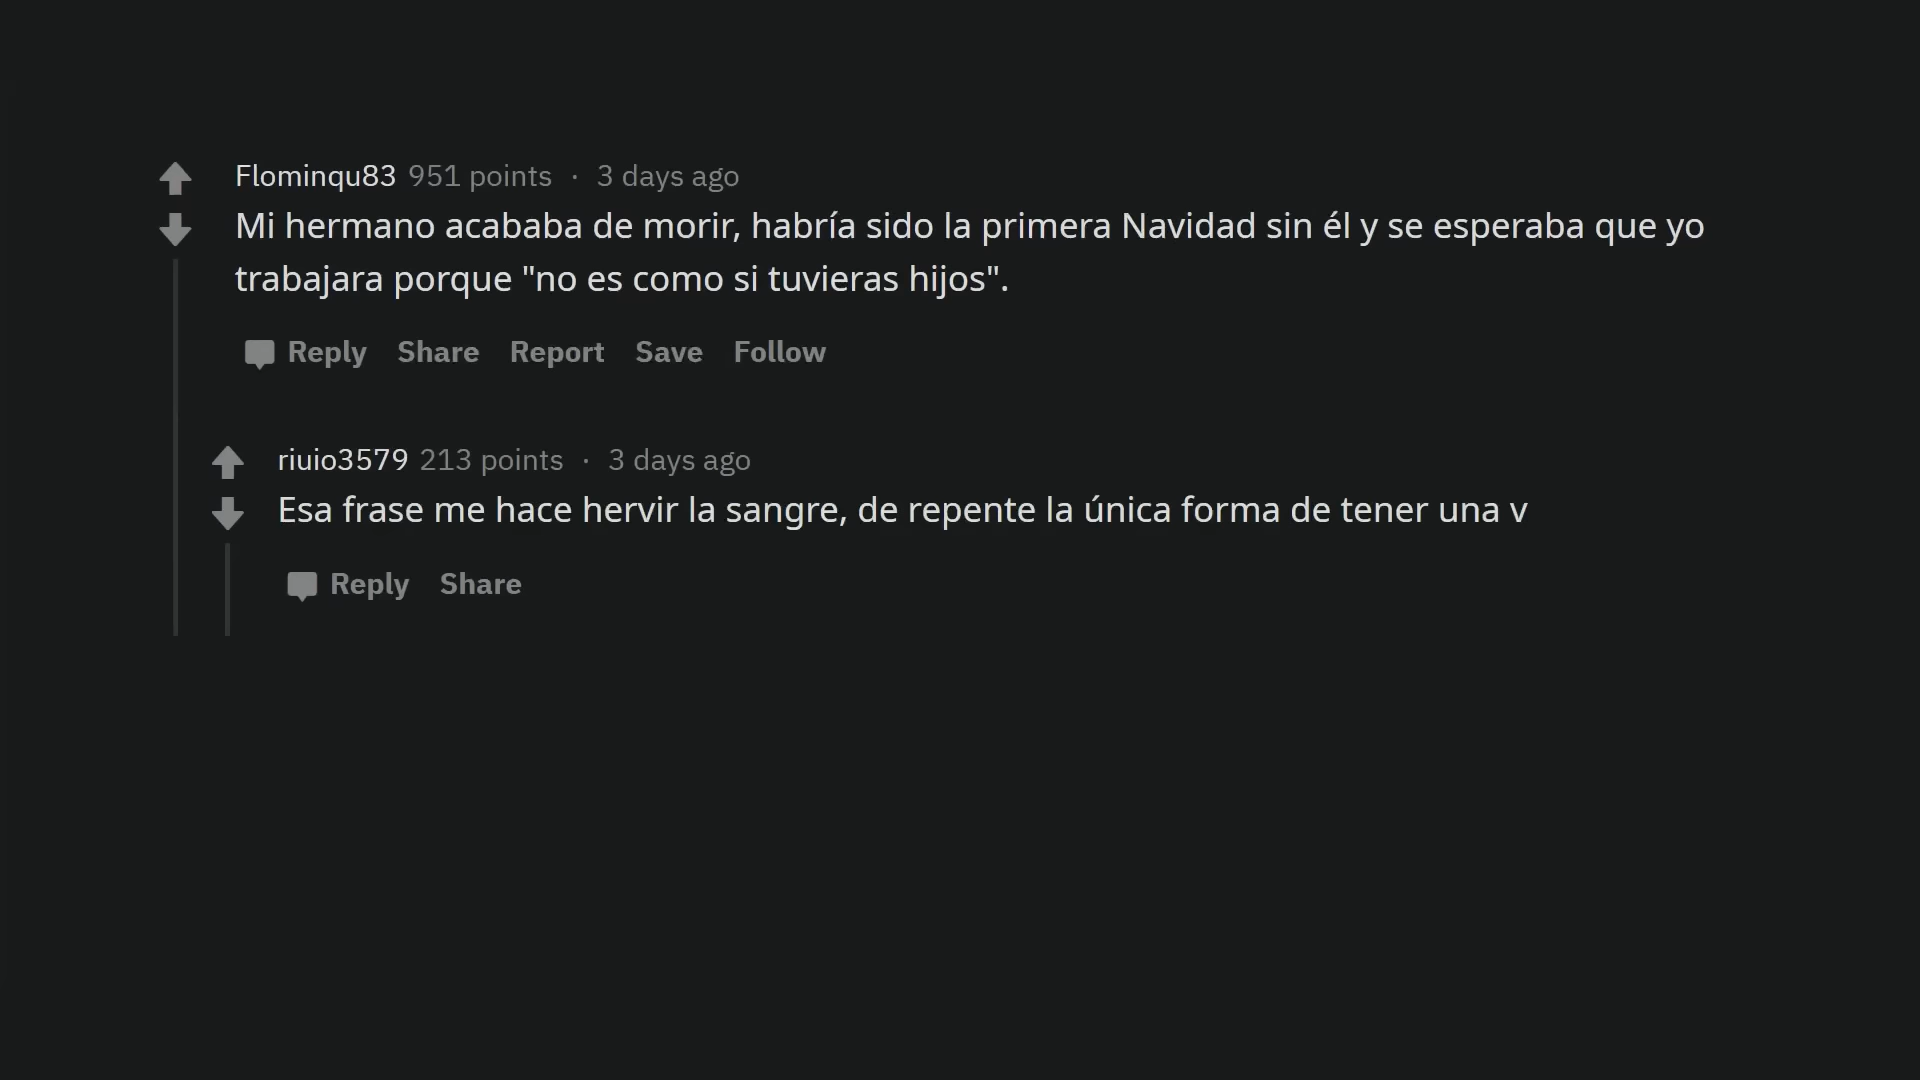 Flominqu83 951 points · 3 days ago
Mi hermano acababa de morir, habría sido la primera Navidad sin él y se esperaba que yo
trabajara porque "no es como si tuvieras hijos".
Reply Share Report Save Follow
riuio3579 213 points · 3 days ago
Esa frase me hace hervir la sangre, de repente la única forma de tener una v
Reply Share